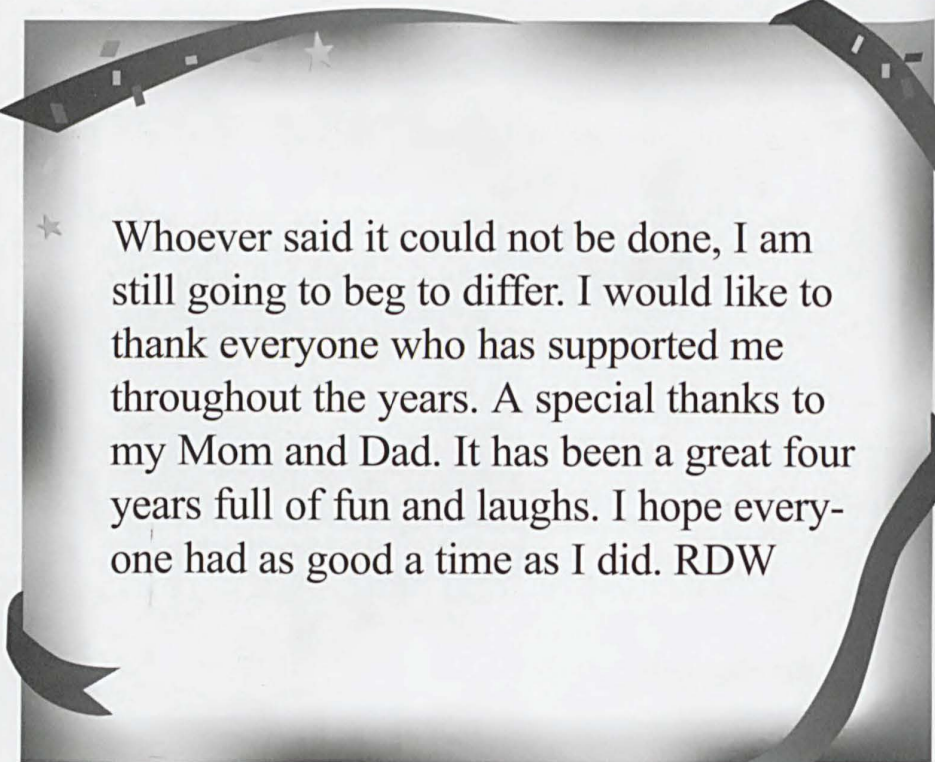 Whoever said it could not be done, I am
still going to beg to differ. I would like to
thank everyone who has supported me
throughout the years. A special thanks to
my Mom and Dad. It has been a great four
years full of fun and laughs. I hope every-
one had as good a time as I did. RDW